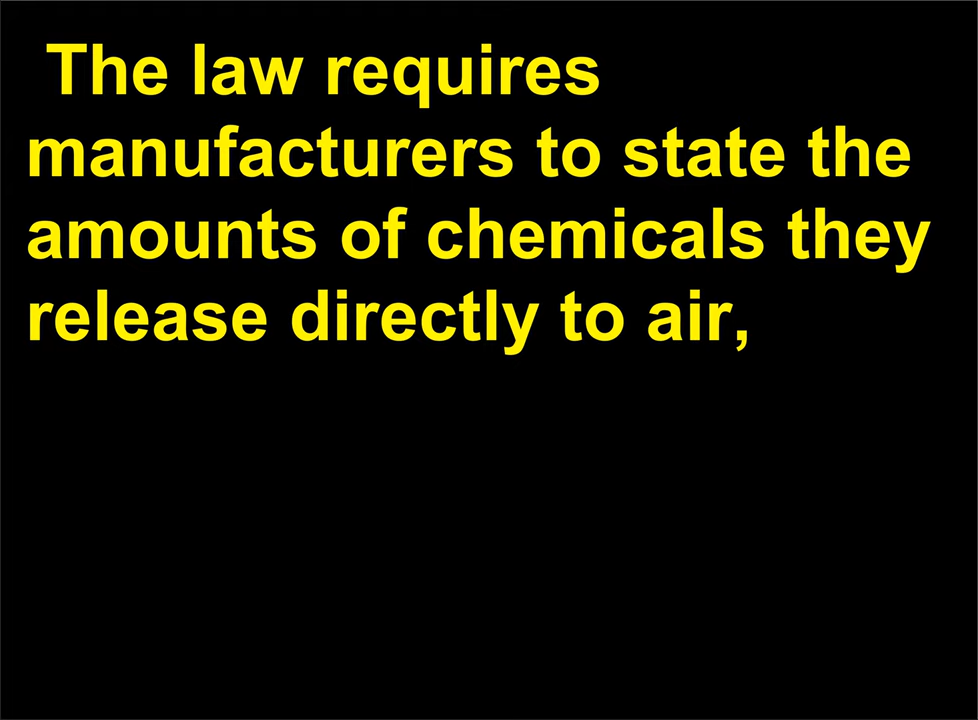 The law requires
manufacturers to state the
amounts of chemicals they
release directly to air,